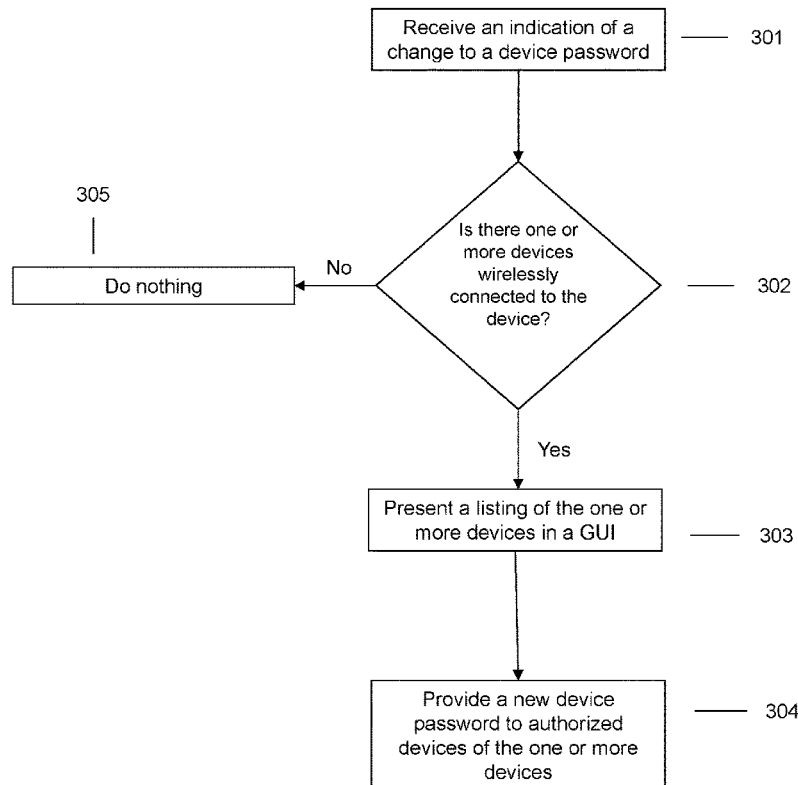 Receive an indication of a
change to a device password
301
305
Is there one or
more devices
wirelessly
connected to the
device?
No
Do nothing
302
Yes
Present a listing of the one or
more devices in a GUI
303
Provide a new device
password to authorized
devices of the one or more
devices
304